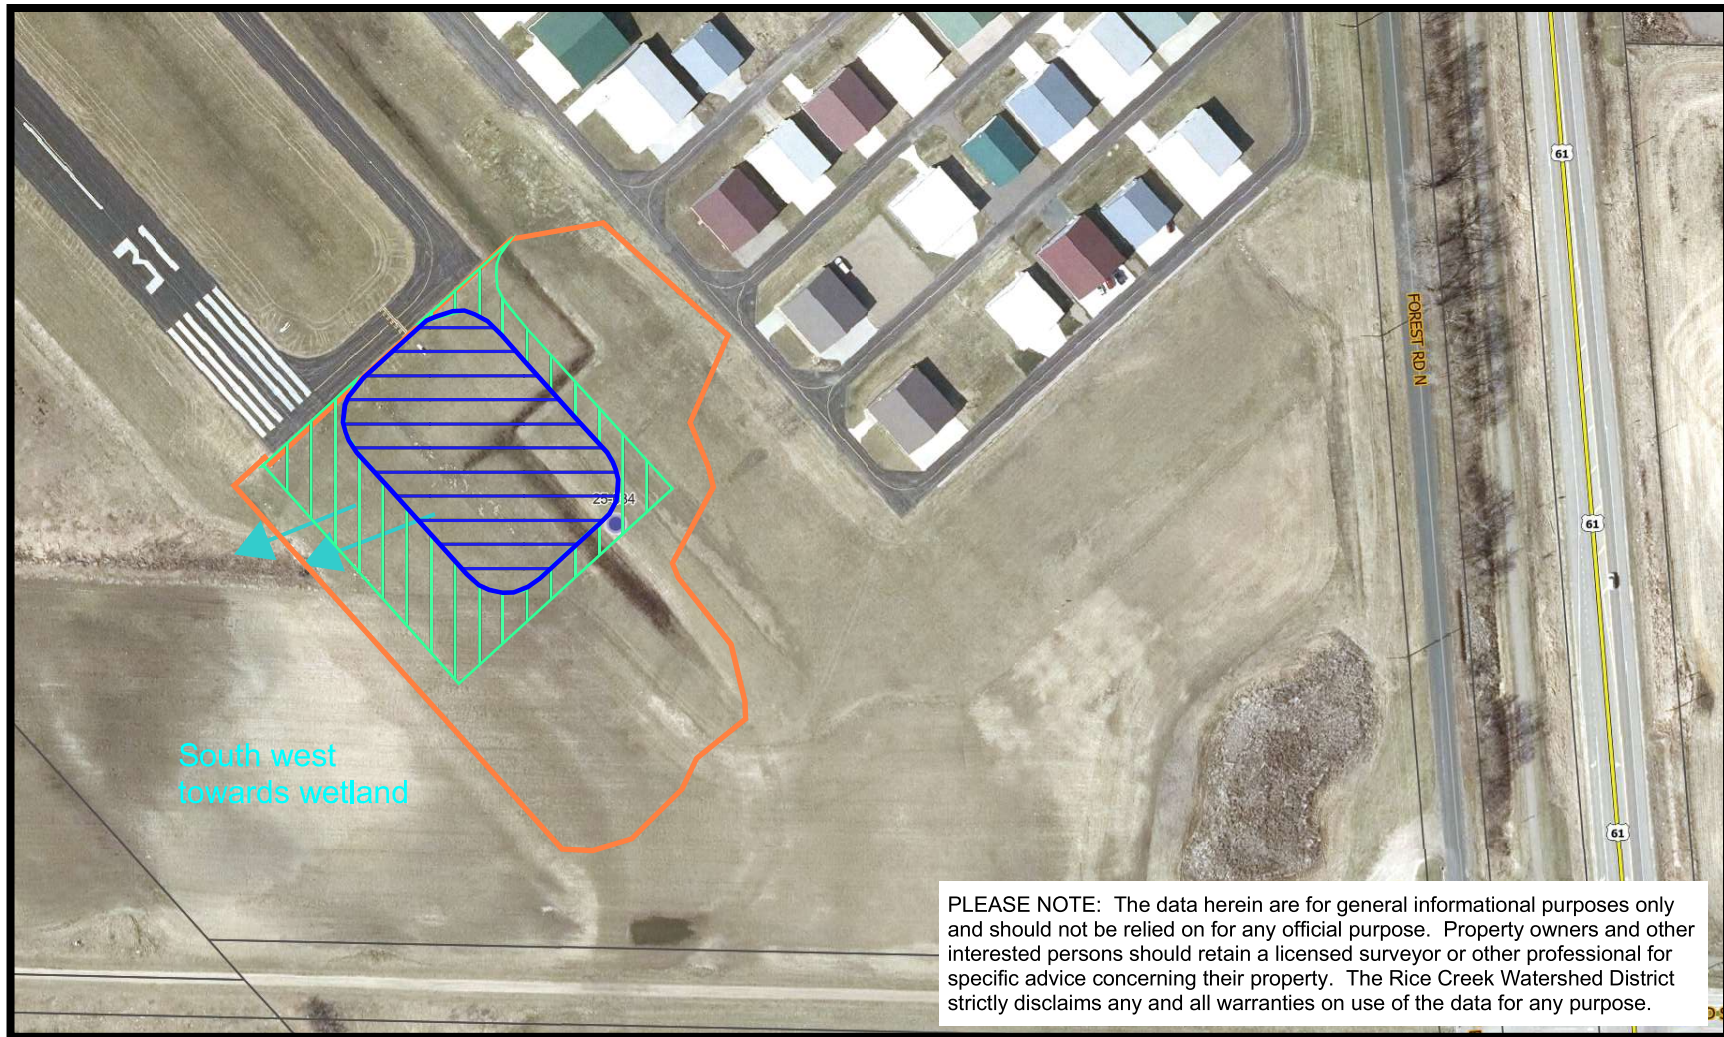 31
61
FOREST RD N
61
South west
towards wetland
61
PLEASE NOTE: The data herein are for general informational purposes only
and should not be relied on for any official purpose. Property owners and other
interested persons should retain a licensed surveyor or other professional for
specific advice concerning their property. The Rice Creek Watershed District
strictly disclaims any and all warranties on use of the data for any purpose.